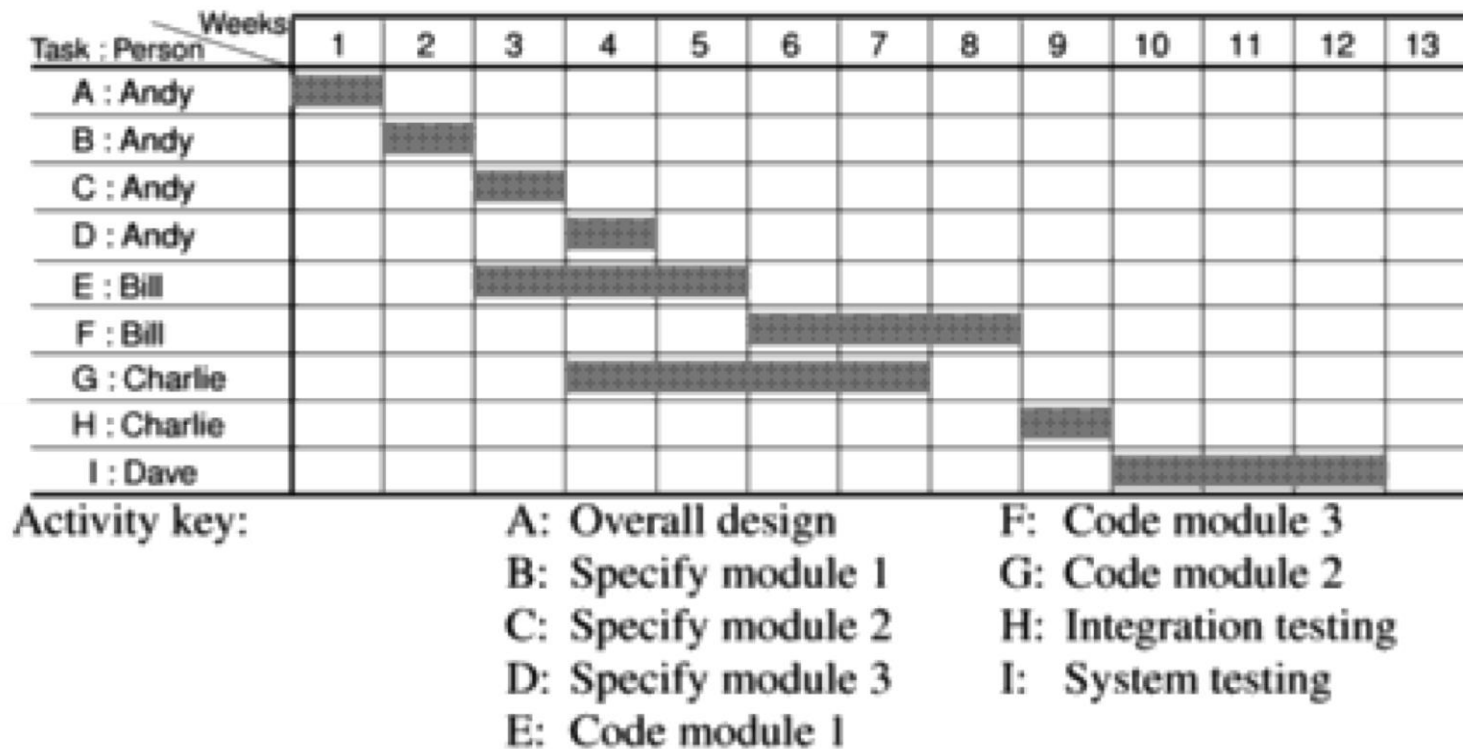 Weeks
Task : Person 1 2 3 4 5 6 7 8 9 10 11 12 13
A : Andy
B : Andy
C : Andy
D : Andy
E : Bill
F : Bill
G : Charlie
H : Charlie
I : Dave
Activity key: A: Overall design F: Code module 3
B: Specify module 1 G: Code module 2
C: Specify module 2 H: Integration testing
D: Specify module 3 I: System testing
E: Code module 1